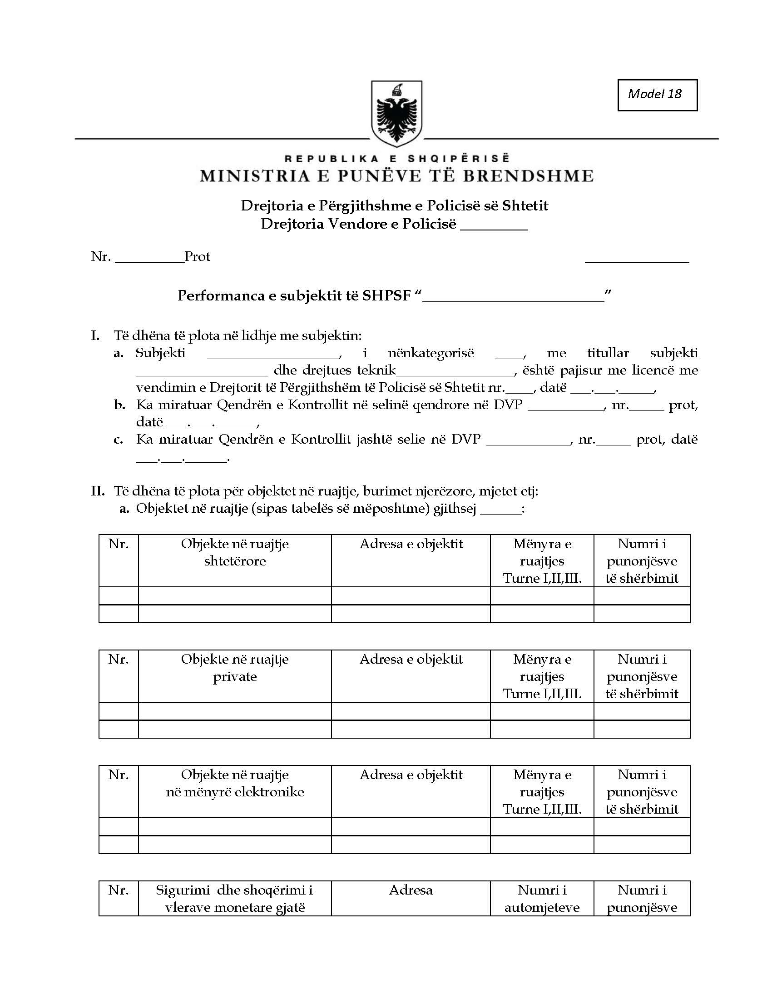 Model 18
REPUBLIKA E SHQIPËRISË
MINISTRIA E PUNËVE TË BRENDSHME
Drejtoria e Përgjithshme e Policisë së Shtetit
Drejtoria Vendore e Policisë _________
Nr. __________Prot _______________
Performanca e subjektit të SHPSF “________________________”
I. Të dhëna të plota në lidhje me subjektin:
a. Subjekti ___________________, i nënkategorisë ____, me titullar subjekti
___________________ dhe drejtues teknik_________________, është pajisur me licencë me
vendimin e Drejtorit të Përgjithshëm të Policisë së Shtetit nr.____, datë ___.___._____,
b. Ka miratuar Qendrën e Kontrollit në selinë qendrore në DVP ___________, nr._____ prot,
datë ___.___.______,
c. Ka miratuar Qendrën e Kontrollit jashtë selie në DVP ____________, nr._____ prot, datë
___.___.______.
II. Të dhëna të plota për objektet në ruajtje, burimet njerëzore, mjetet etj:
a. Objektet në ruajtje (sipas tabelës së mëposhtme) gjithsej ______:
Nr. Objekte në ruajtje Adresa e objektit Mënyra e Numri i
shtetërore ruajtjes punonjësve
Turne I,II,III. të shërbimit
Nr. Objekte në ruajtje Adresa e objektit Mënyra e Numri i
private ruajtjes punonjësve
Turne I,II,III. të shërbimit
Nr. Objekte në ruajtje Adresa e objektit Mënyra e Numri i
në mënyrë elektronike ruajtjes punonjësve
Turne I,II,III. të shërbimit
Nr. Sigurimi dhe shoqërimi i Adresa Numri i Numri i
vlerave monetare gjatë automjeteve punonjësve